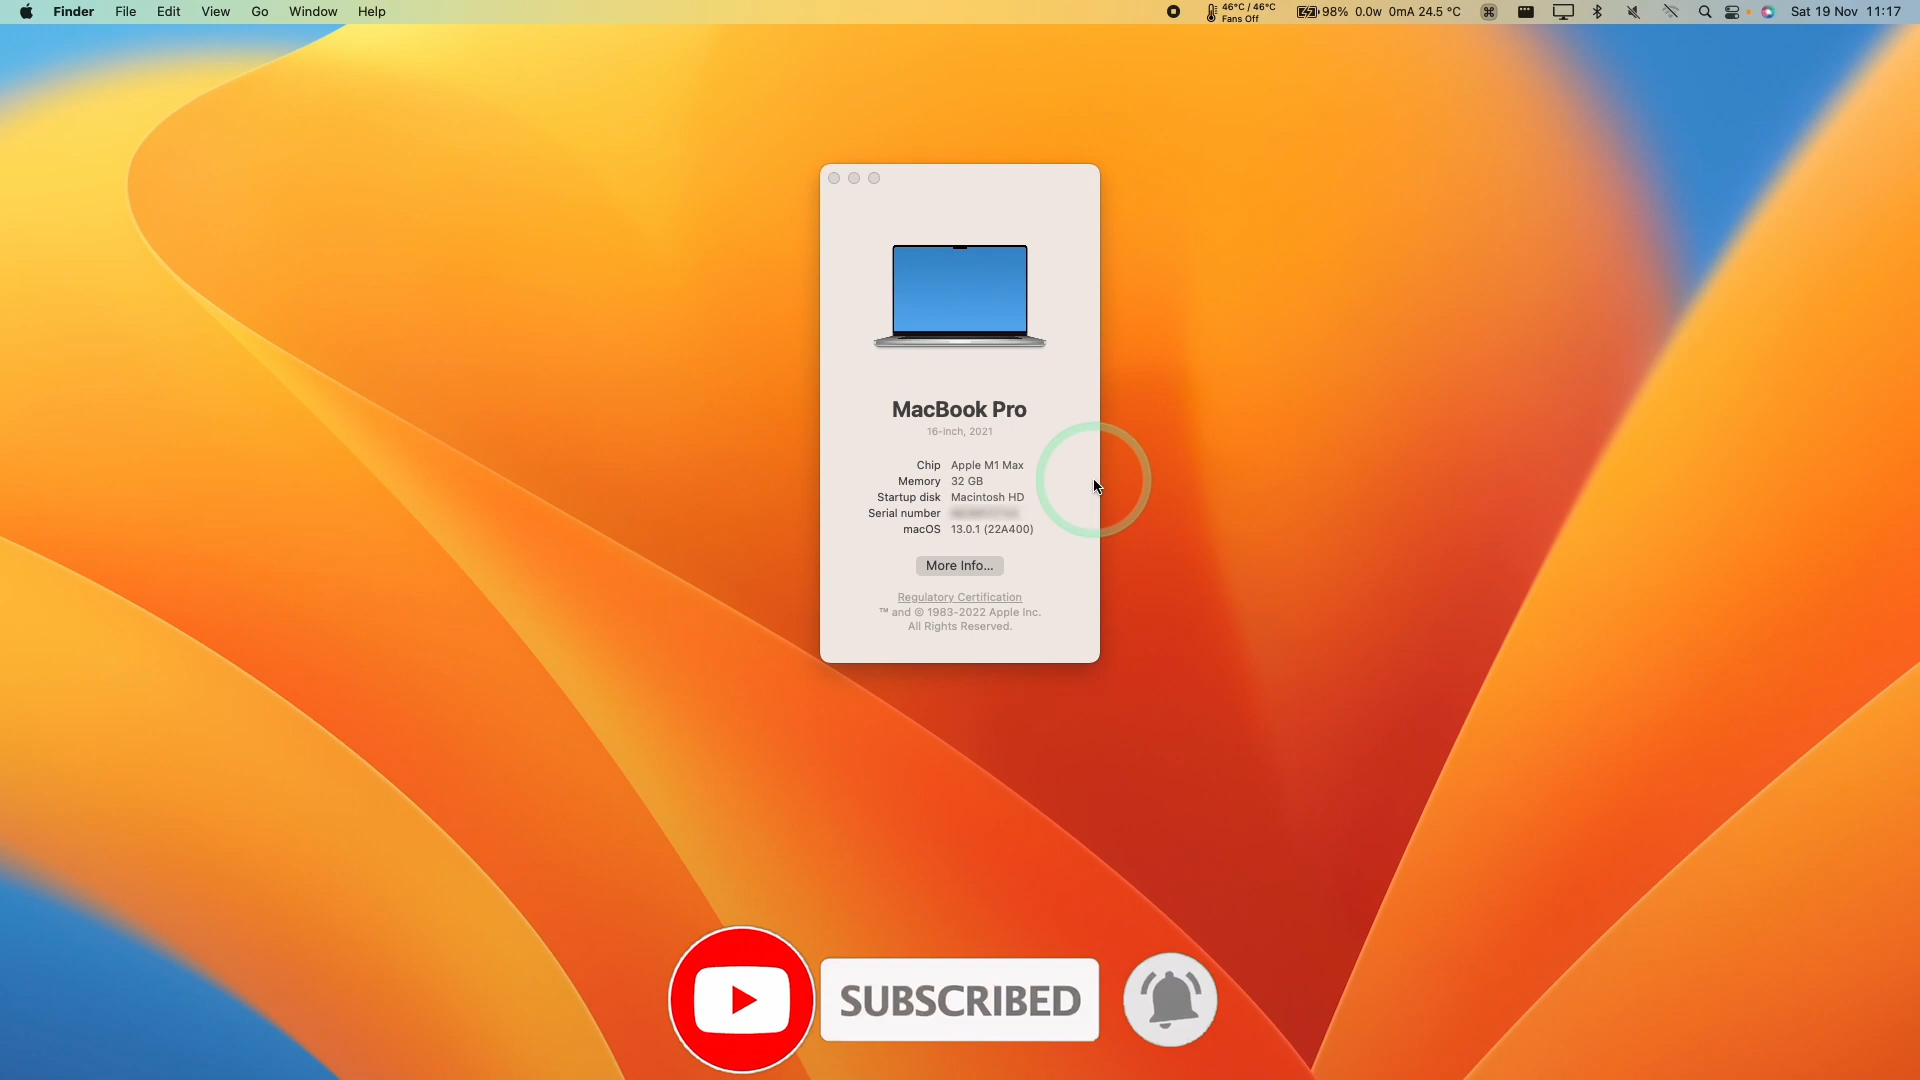 Finder File Edit View Go Window Help
46°C / 46°C
Fans Off
98% 0.0w 0mA 24.5 °C
Sat 19 Nov 11:17
MacBook Pro
16-inch, 2021
Chip Apple M1 Max
Memory 32 GB
Startup disk Macintosh HD
Serial number
macOS 13.0.1 (22A400)
More Info...
Regulatory Certification
™ and © 1983-2022 Apple Inc.
All Rights Reserved.
SUBSCRIBED